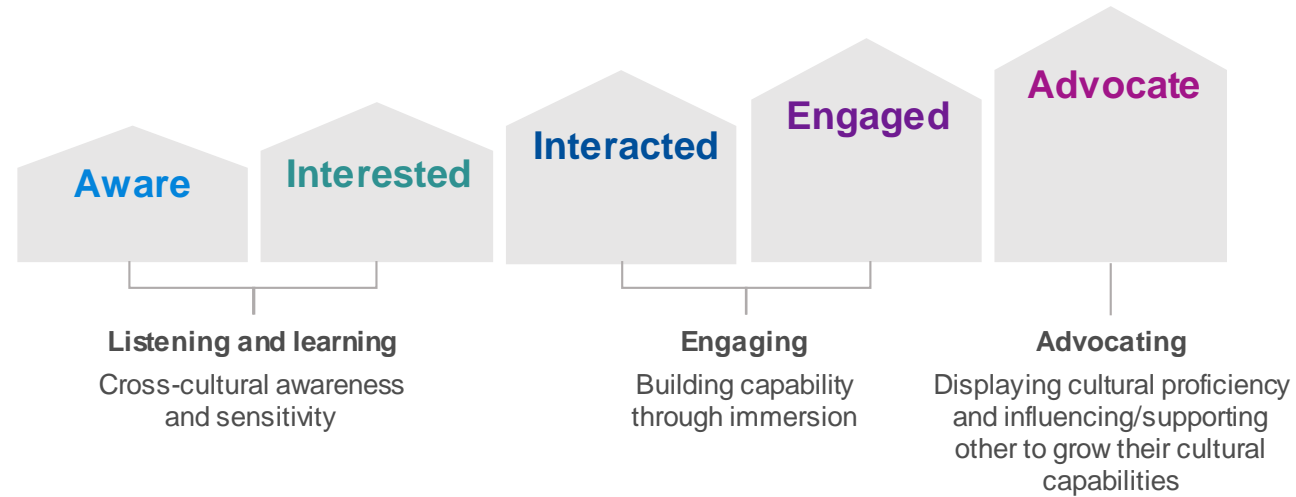 Aware
Interested
Interacted
Engaged
Advocate
Listening and learning
Cross-cultural awareness
and sensitivity
Engaging
Building capability
through immersion
Advocating
Displaying cultural proficiency
and influencing/supporting
other to grow their cultural
capabilities